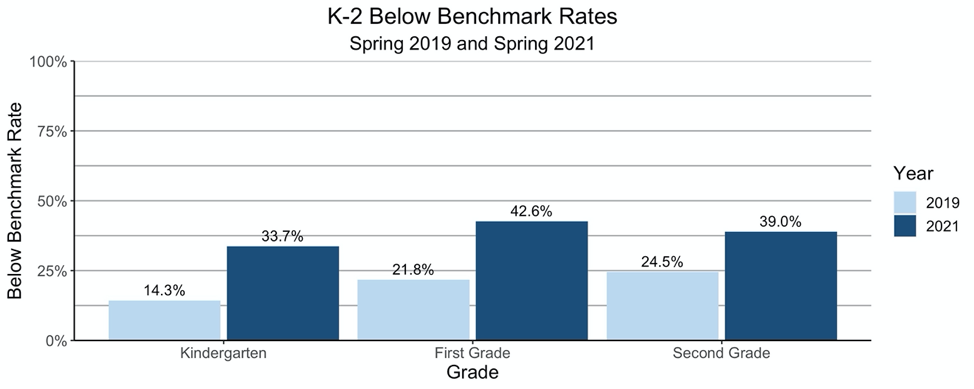 K-2 Below Benchmark Rates
Spring 2019 and Spring 2021
Below Benchmark Rate
100%
75%
50%
25%
0%
14.3%
33.7%
21.8%
42.6%
24.5%
39.0%
Kindergarten
First Grade
Second Grade
Grade
Year
2019
2021